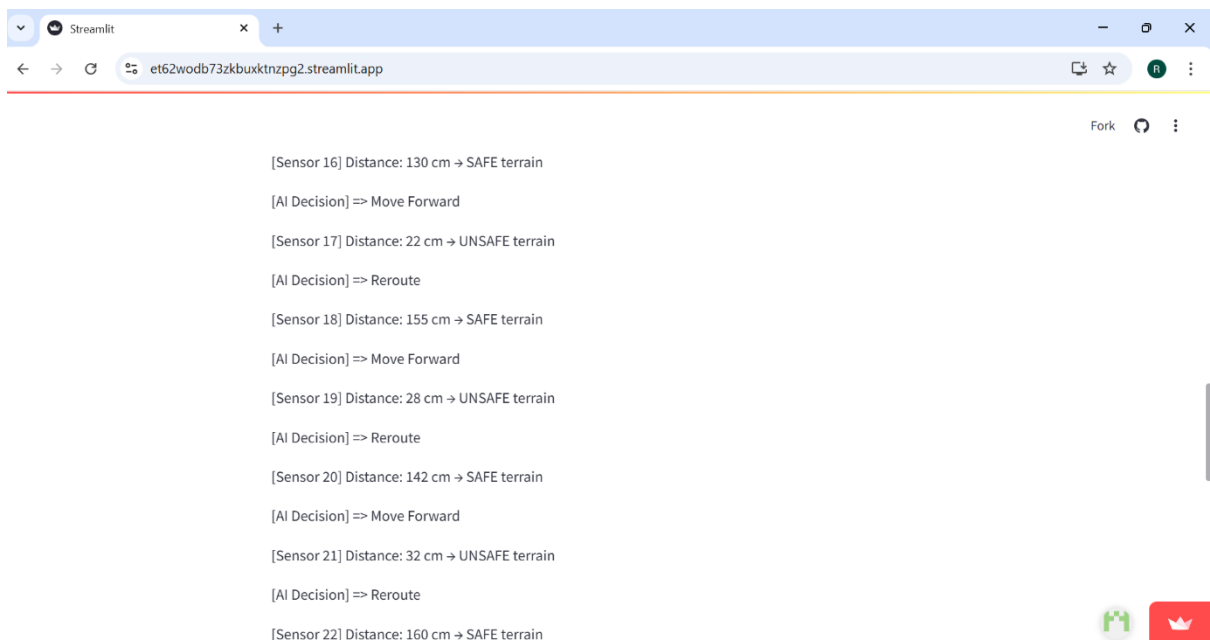 Streamlit
et62wodb73zkbuxktnzpg2.streamlit.app
R
Fork
[Sensor 16] Distance: 130 cm → SAFE terrain
[AI Decision] => Move Forward
[Sensor 17] Distance: 22 cm → UNSAFE terrain
[AI Decision] => Reroute
[Sensor 18] Distance: 155 cm → SAFE terrain
[AI Decision] => Move Forward
[Sensor 19] Distance: 28 cm → UNSAFE terrain
[AI Decision] => Reroute
[Sensor 20] Distance: 142 cm → SAFE terrain
[AI Decision] => Move Forward
[Sensor 21] Distance: 32 cm → UNSAFE terrain
[AI Decision] => Reroute
[Sensor 22] Distance: 160 cm → SAFE terrain